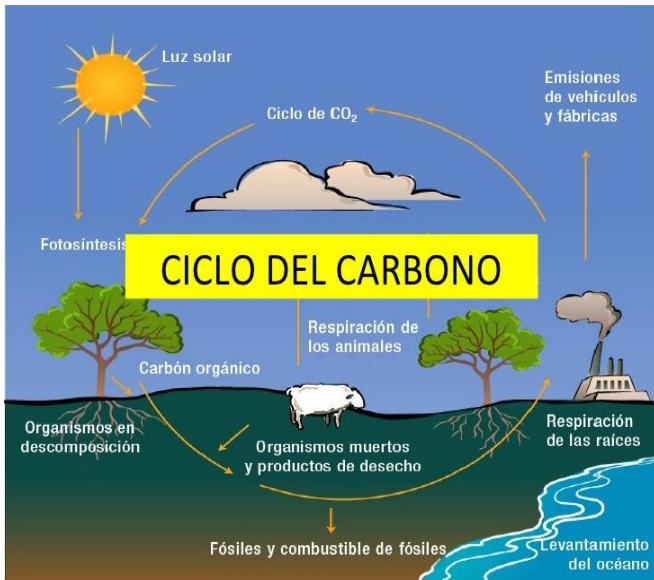 Luz solar
Emisiones
de vehículos
y fábricas
Ciclo de CO₂
Fotosíntesis
CICLO DEL CARBONO
Respiración de
los animales
Carbón orgánico
Organismos en
descomposición
Organismos muertos
y productos de desecho
Respiración
de las raíces
Fósiles y combustible de fósiles
Levantamiento
del océano